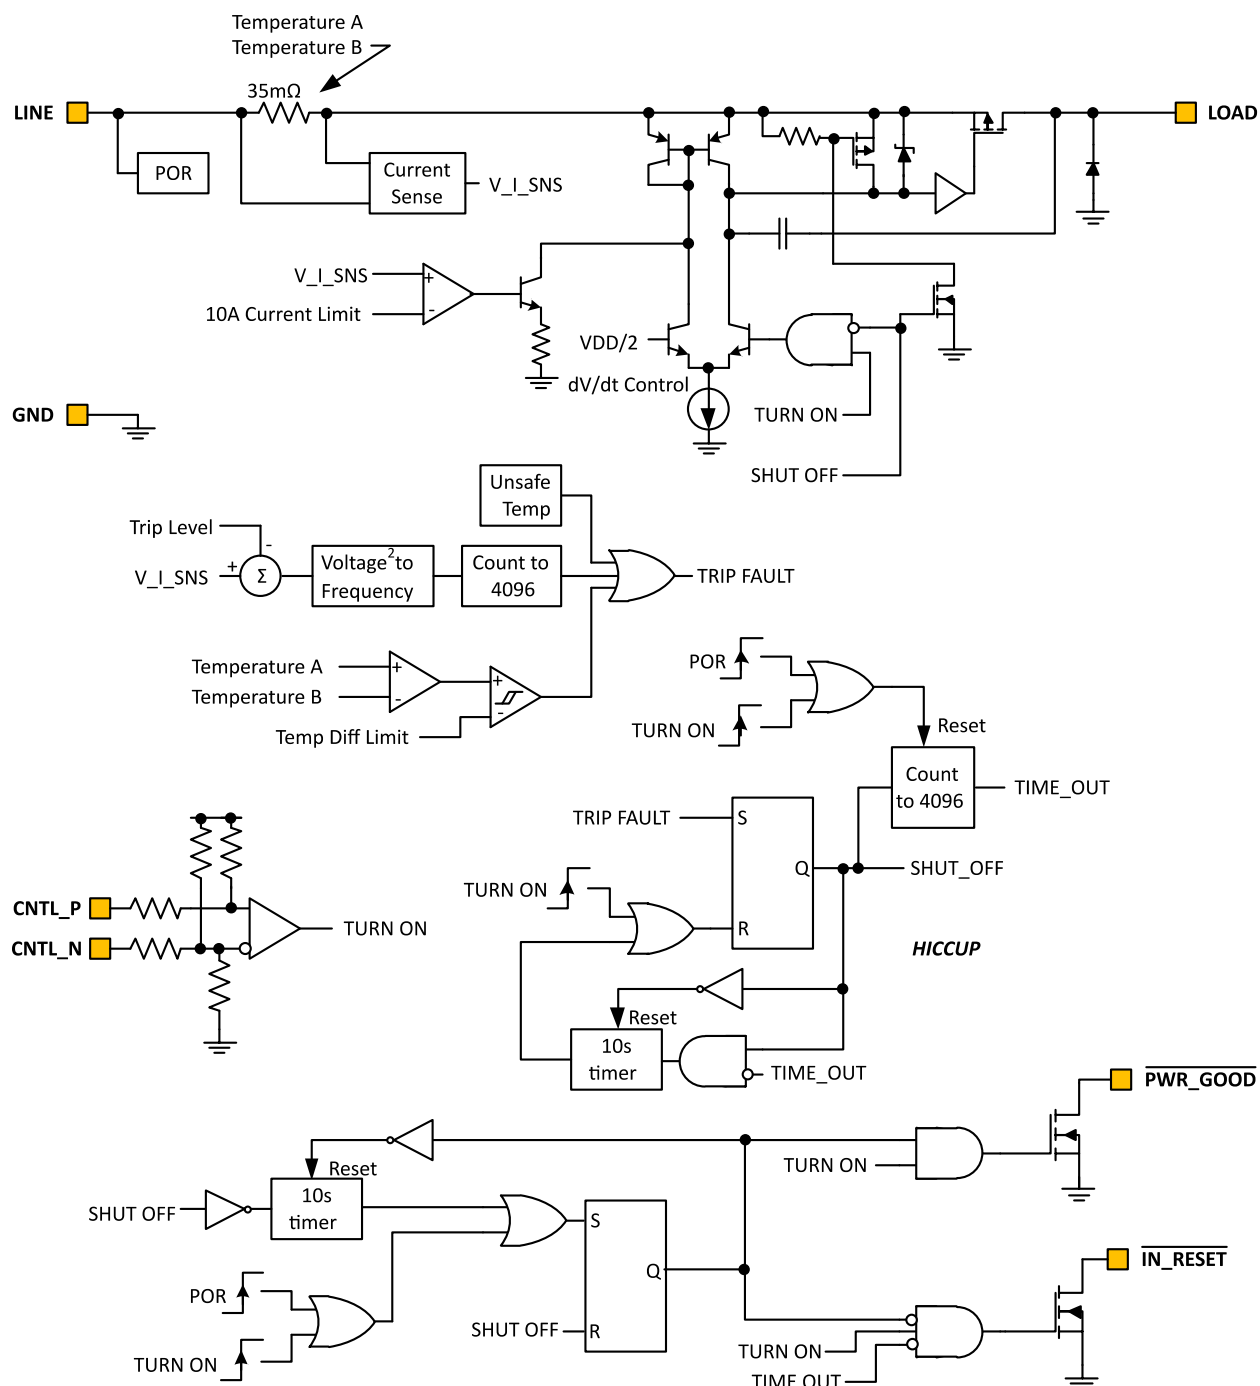 Temperature A
Temperature B
35mΩ
LINE
LOAD
POR
Current
Sense
V_I_SNS
V_I_SNS
+
10A Current Limit
-
VDD/2
dV/dt Control
TURN ON
GND
SHUT OFF
Unsafe
Temp
Trip Level
-
V_I_SNS
+
Σ
Voltage² to
Frequency
Count to
4096
TRIP FAULT
Temperature A
+
Temperature B
-
+
-
Temp Diff Limit
POR
TURN ON
Reset
Count
to 4096
TIME_OUT
TRIP FAULT
S
Q
SHUT_OFF
TURN ON
R
HICCUP
CNTL_P
CNTL_N
TURN ON
Reset
10s
timer
TIME_OUT
PWR_GOOD
TURN ON
Reset
10s
timer
SHUT OFF
S
Q
SHUT OFF
R
POR
TURN ON
IN_RESET
TURN ON
TIME OUT